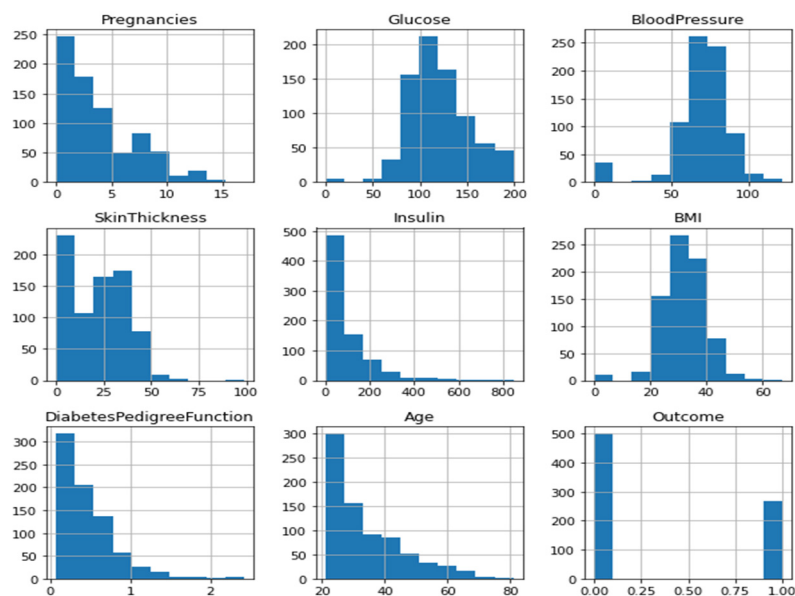 Pregnancies Glucose BloodPressure
250 200 150 100 50 0
0 5 10 15
200 150 100 50 0
0 50 100 150 200
250 200 150 100 50 0
0 50 100
SkinThickness Insulin BMI
200 150 100 50 0
0 25 50 75 100
500 400 300 200 100 0
0 200 400 600 800
250 200 150 100 50 0
0 20 40 60
DiabetesPedigreeFunction Age Outcome
300 250 200 150 100 50 0
0 1 2
300 250 200 150 100 50 0
20 40 60 80
500 400 300 200 100 0
0.00 0.25 0.50 0.75 1.00